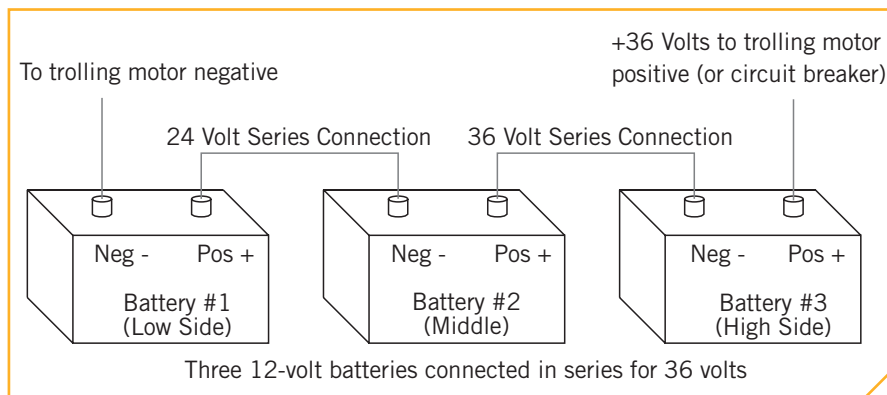 +36 Volts to trolling motor
positive (or circuit breaker)
To trolling motor negative
24 Volt Series Connection
36 Volt Series Connection
Neg -
Pos +
Battery #1
(Low Side)
Neg -
Pos +
Battery #2
(Middle)
Neg -
Pos +
Battery #3
(High Side)
Three 12-volt batteries connected in series for 36 volts